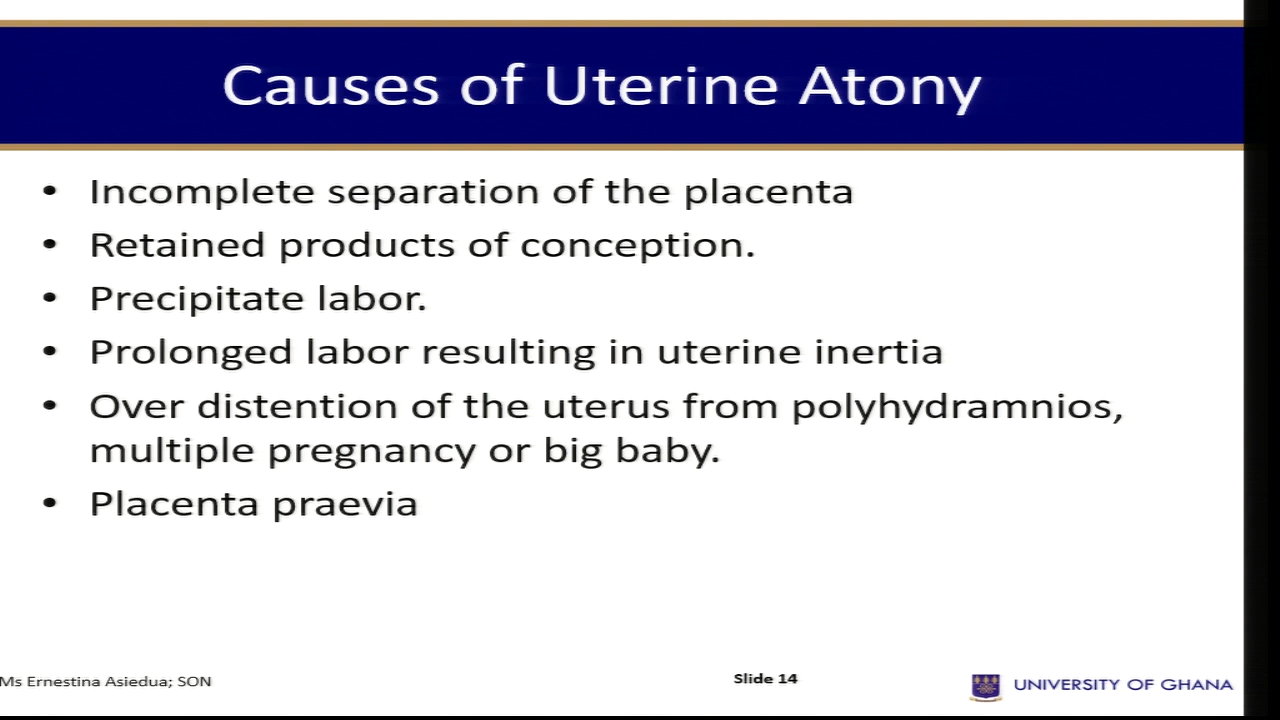 Causes of Uterine Atony
• Incomplete separation of the placenta
• Retained products of conception.
• Precipitate labor.
• Prolonged labor resulting in uterine inertia
• Over distention of the uterus from polyhydramnios,
multiple pregnancy or big baby.
• Placenta praevia
Ms Ernestina Asiedua; SON
Slide 14
UNIVERSITY OF GHANA